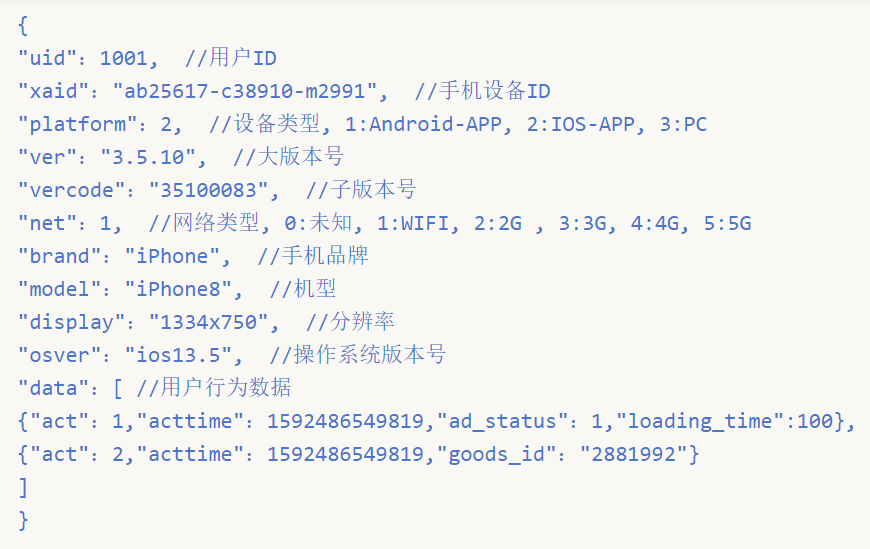 {
"uid": 1001,  //用户ID
"xaid": "ab25617-c38910-m2991",  //手机设备ID
"platform": 2,  //设备类型, 1:Android-APP, 2:IOS-APP, 3:PC
"ver": "3.5.10",  //大版本号
"vercode": "35100083",  //子版本号
"net": 1,  //网络类型, 0:未知, 1:WIFI, 2:2G , 3:3G, 4:4G, 5:5G
"brand": "iPhone",  //手机品牌
"model": "iPhone8",  //机型
"display": "1334x750",  //分辨率
"osver": "ios13.5",  //操作系统版本号
"data": [ //用户行为数据
{"act": 1,"acttime": 1592486549819,"ad_status": 1,"loading_time":100},
{"act": 2,"acttime": 1592486549819,"goods_id": "2881992"}
]
}